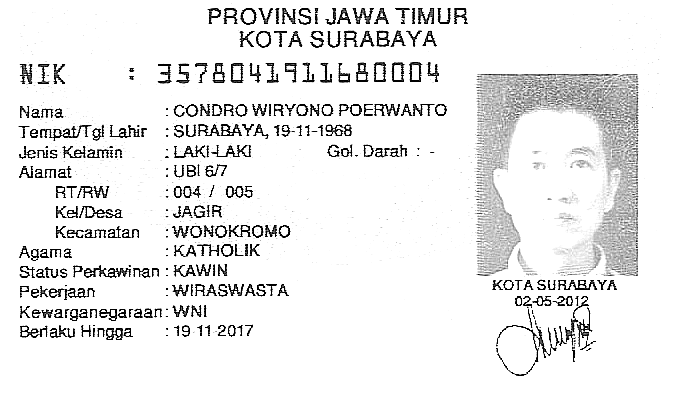 PROVINSI JAWA TIMUR
KOTA SURABAYA
NIK : 3578041911680004
Nama : CONDRO WIRYONO POERWANTO
Tempat/Tgl Lahir : SURABAYA, 19-11-1968
Jenis Kelamin : LAKI-LAKI Gol. Darah : -
Alamat : UBI 6/7
RT/RW : 004 / 005
Kel/Desa : JAGIR
Kecamatan : WONOKROMO
Agama : KATHOLIK
Status Perkawinan : KAWIN
Pekerjaan : WIRASWASTA
Kewarganegaraan : WNI
Berlaku Hingga : 19-11-2017
KOTA SURABAYA
02-05-2012